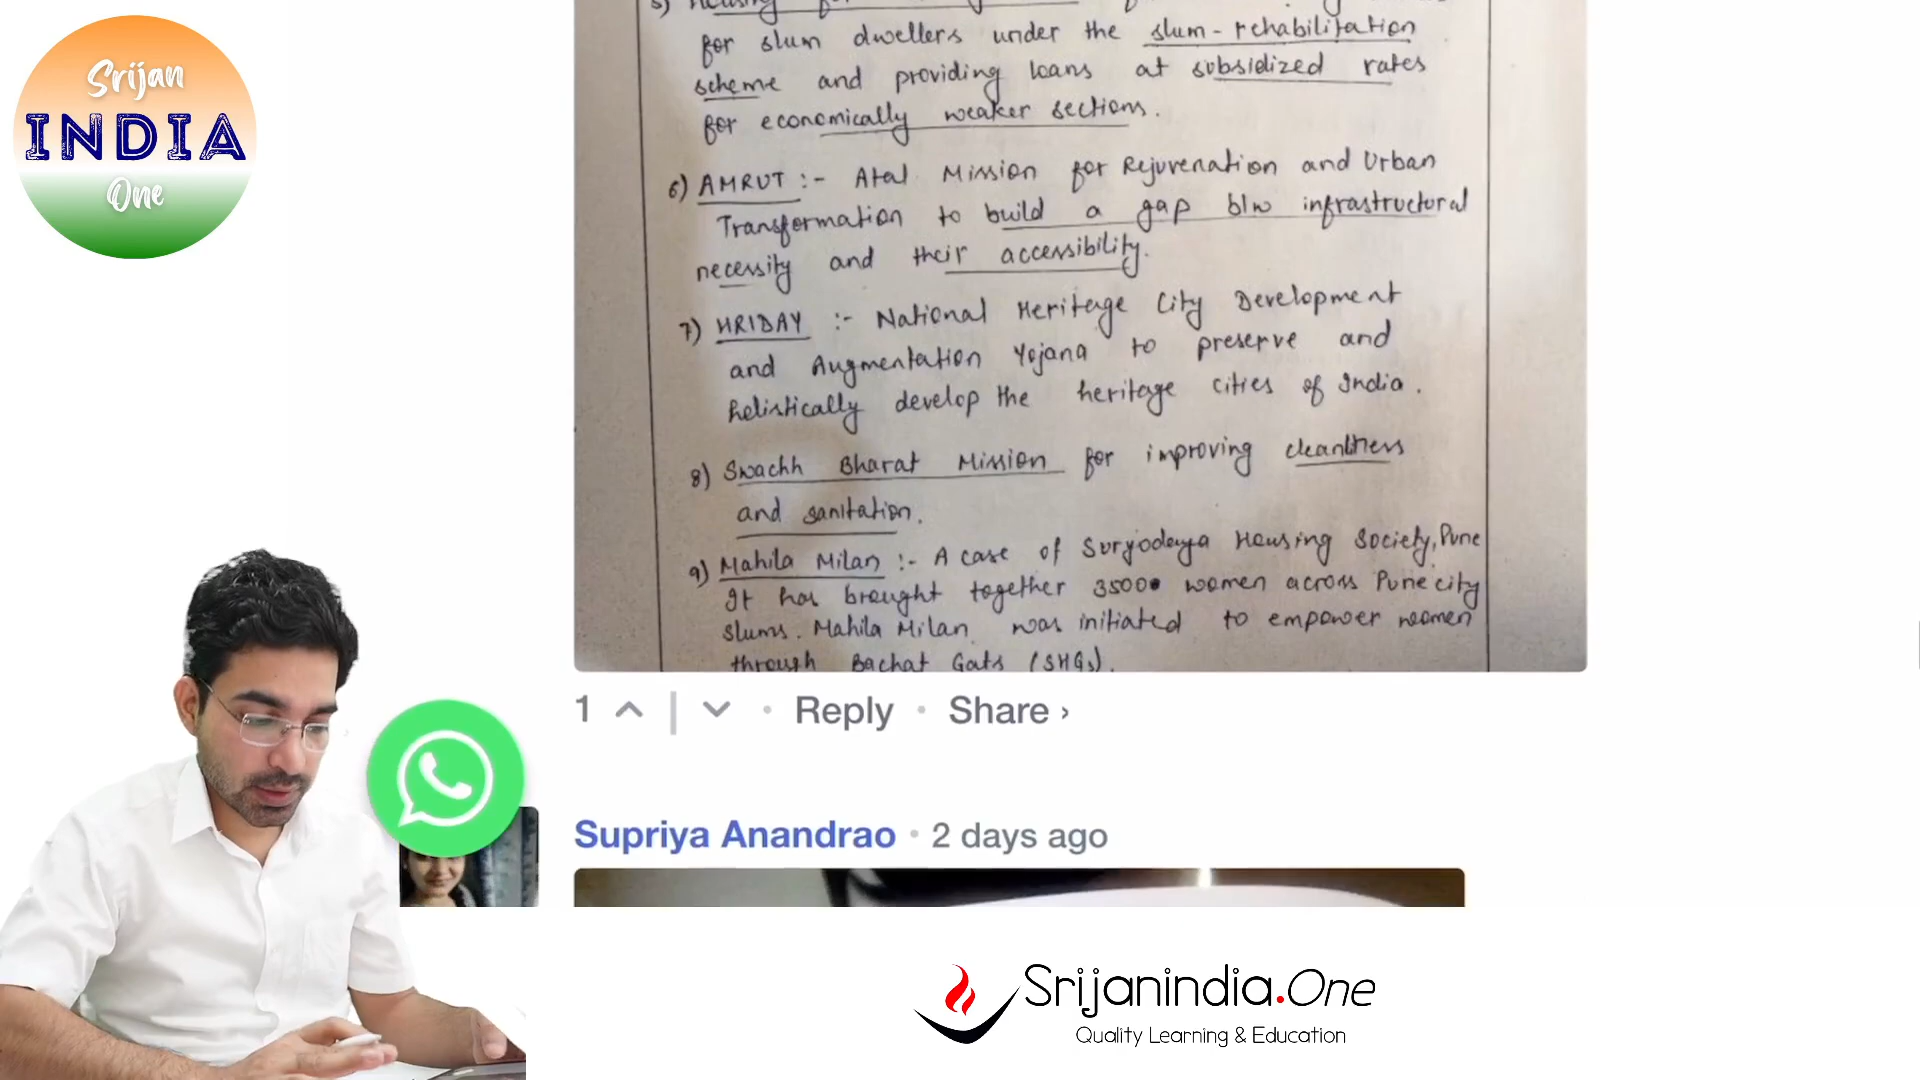 Srijan
INDIA
One
5) Housing for
for slum dwellers under the slum-rehabilitation
scheme and providing loans at subsidized rates
for economically weaker sections.
6) AMRUT :- Atal Mission for Rejuvenation and Urban
Transformation to build a gap b/w infrastructural
necessity and their accessibility.
7) HRIDAY :- National Heritage City Development
and Augmentation Yojana to preserve and
holistically develop the heritage cities of India.
8) Swachh Bharat Mission for improving cleanliness
and sanitation.
9) Mahila Milan :- A case of Suryodaya Housing Society, Pune
It has brought together 3500 women across Pune city
slums. Mahila Milan was initiated to empower women
through Bachat Gats (SHGs).
1 • Reply • Share ›
Supriya Anandrao • 2 days ago
Srijanindia.One
Quality Learning & Education